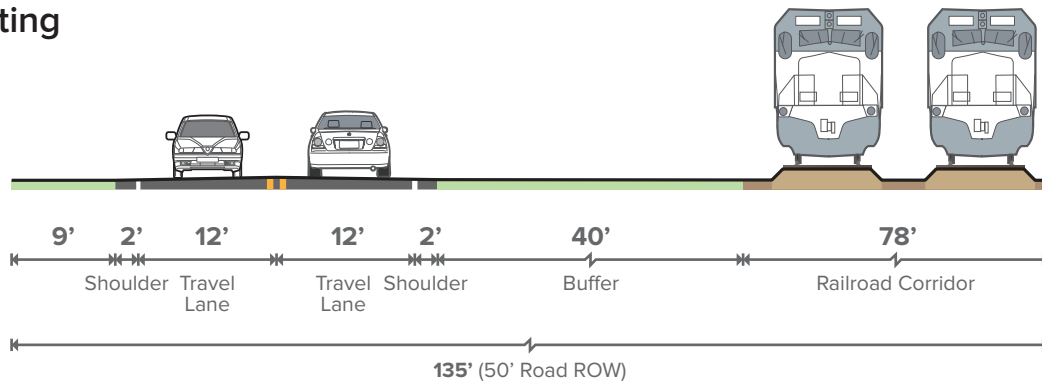 ting
9’ 2’ 12’ 12’ 2’ 40’ 78’
Shoulder Travel Lane Travel Lane Shoulder Buffer Railroad Corridor
135’ (50’ Road ROW)